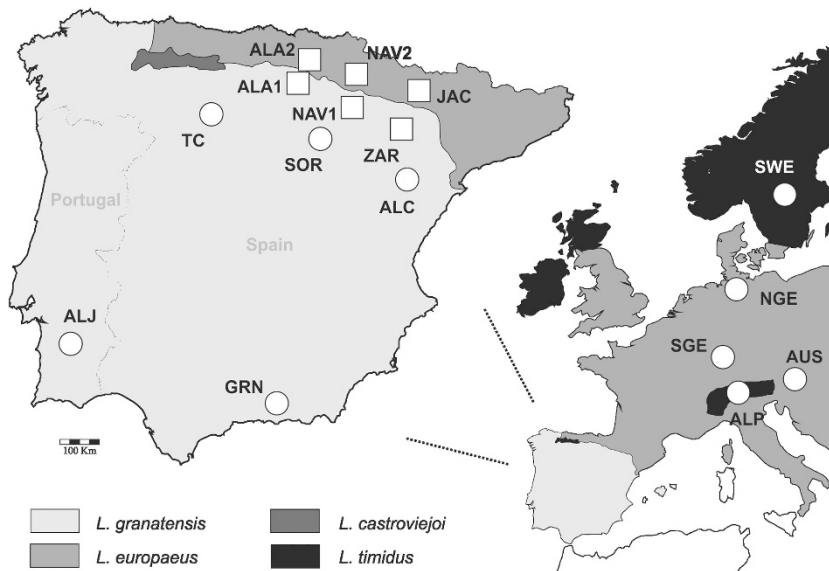 ALA2
NAV2
ALA1
JAC
NAV1
TC
SOR
ZAR
ALC
SWE
Portugal
Spain
NGE
ALJ
SGE
AUS
GRN
ALP
100 Km
L. granatensis
L. castroviejoi
L. europaeus
L. timidus